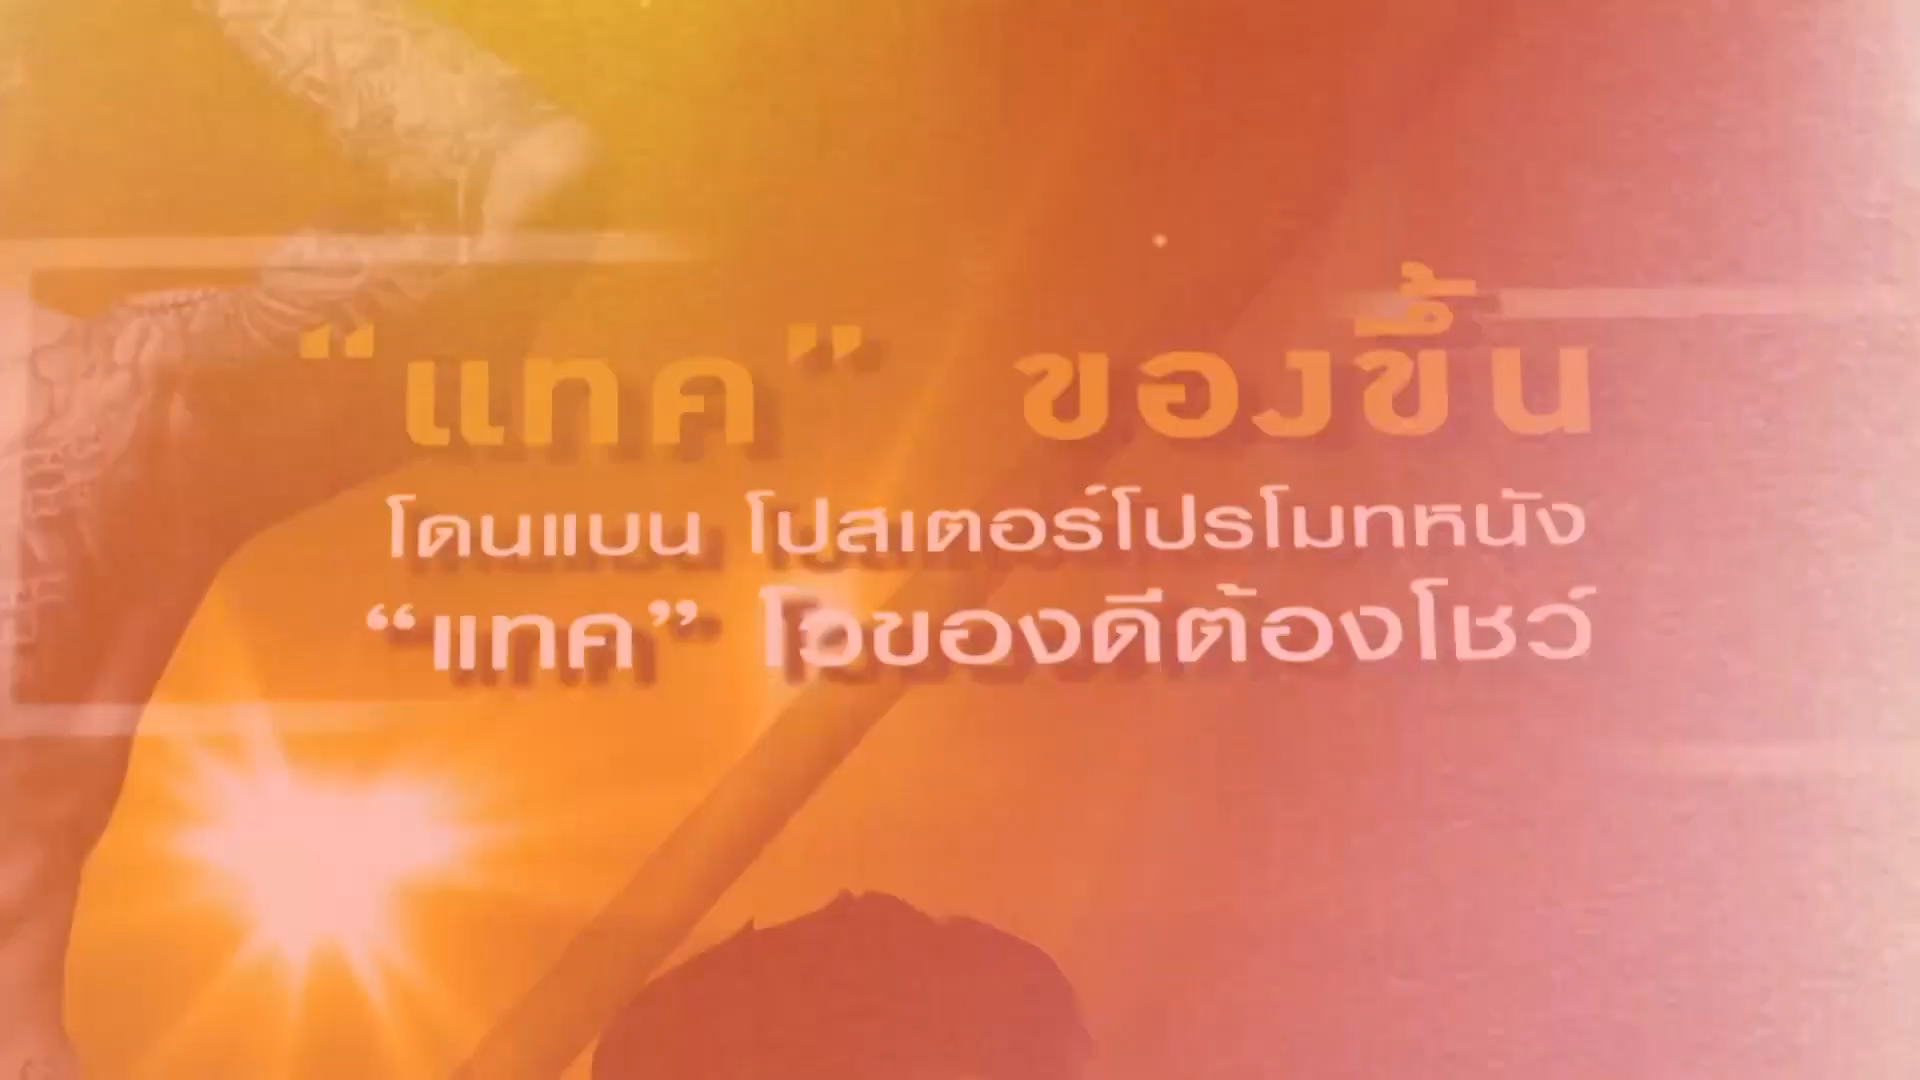 “แทค” ของขึ้น
โดนแบน โปสเตอร์โปรโมทหนัง
“แทค” โวของดีต้องโชว์